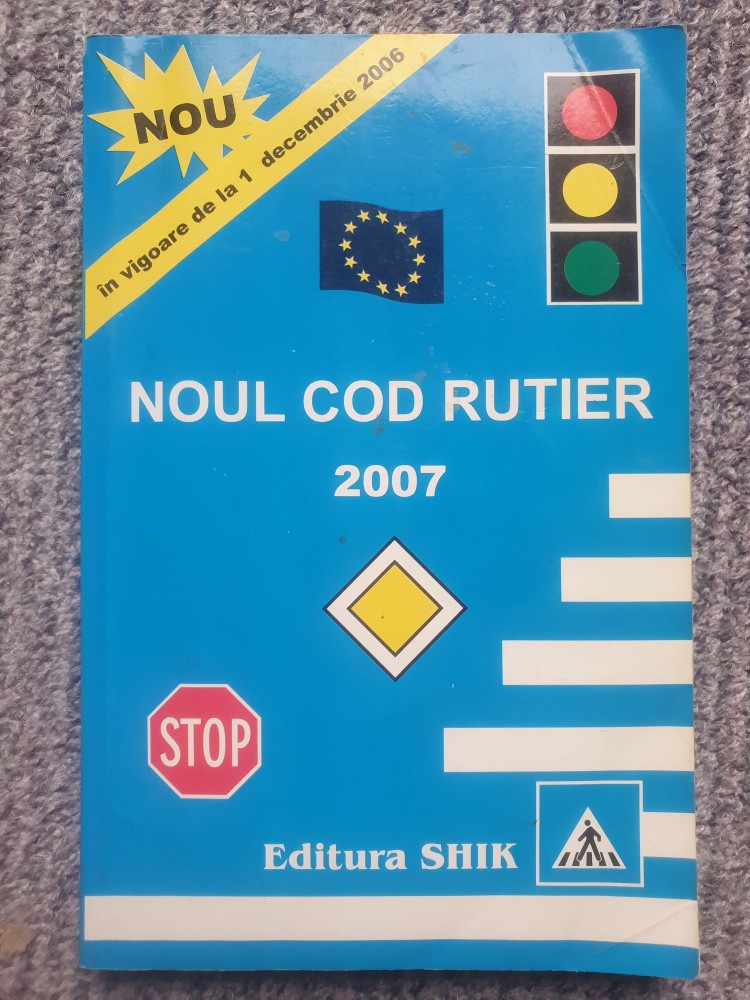 NOU
în vigoare de la 1 decembrie 2006
NOUL COD RUTIER
2007
STOP
Editura SHIK